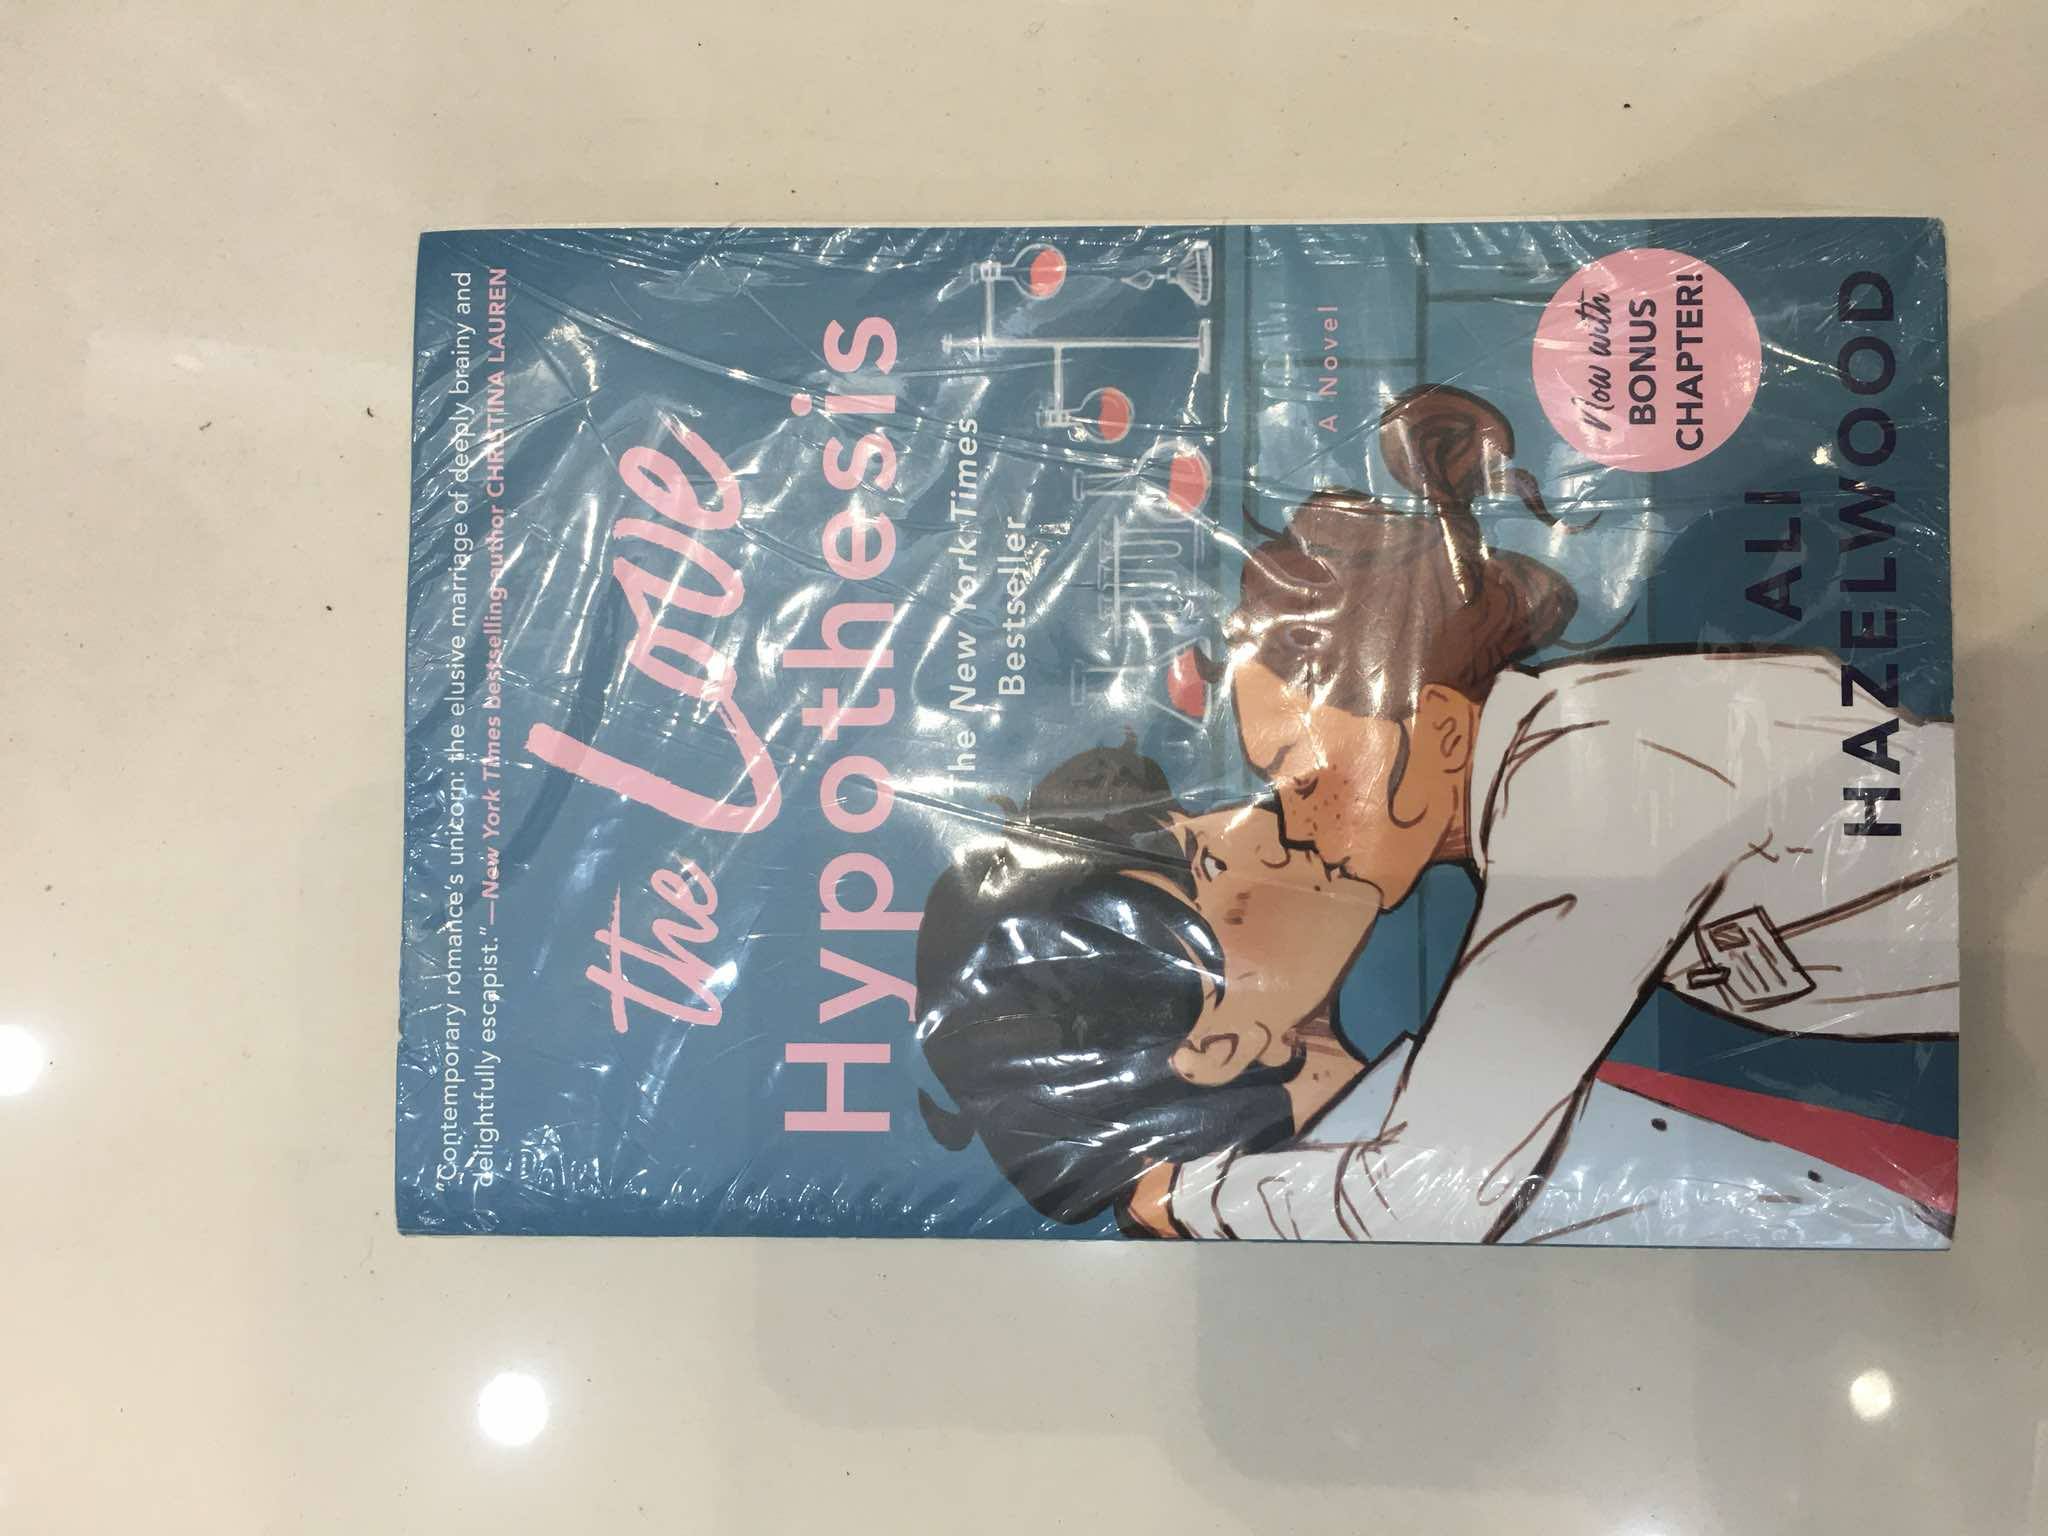 "Contemporary romance's unicorn: the elusive marriage of deeply brainy and
delightfully escapist."—New York Times bestselling author CHRISTINA LAUREN
the Love
Hypothesis
The New York Times
Bestseller
A Novel
Now with
BONUS
CHAPTER!
ALI
HAZELWOOD